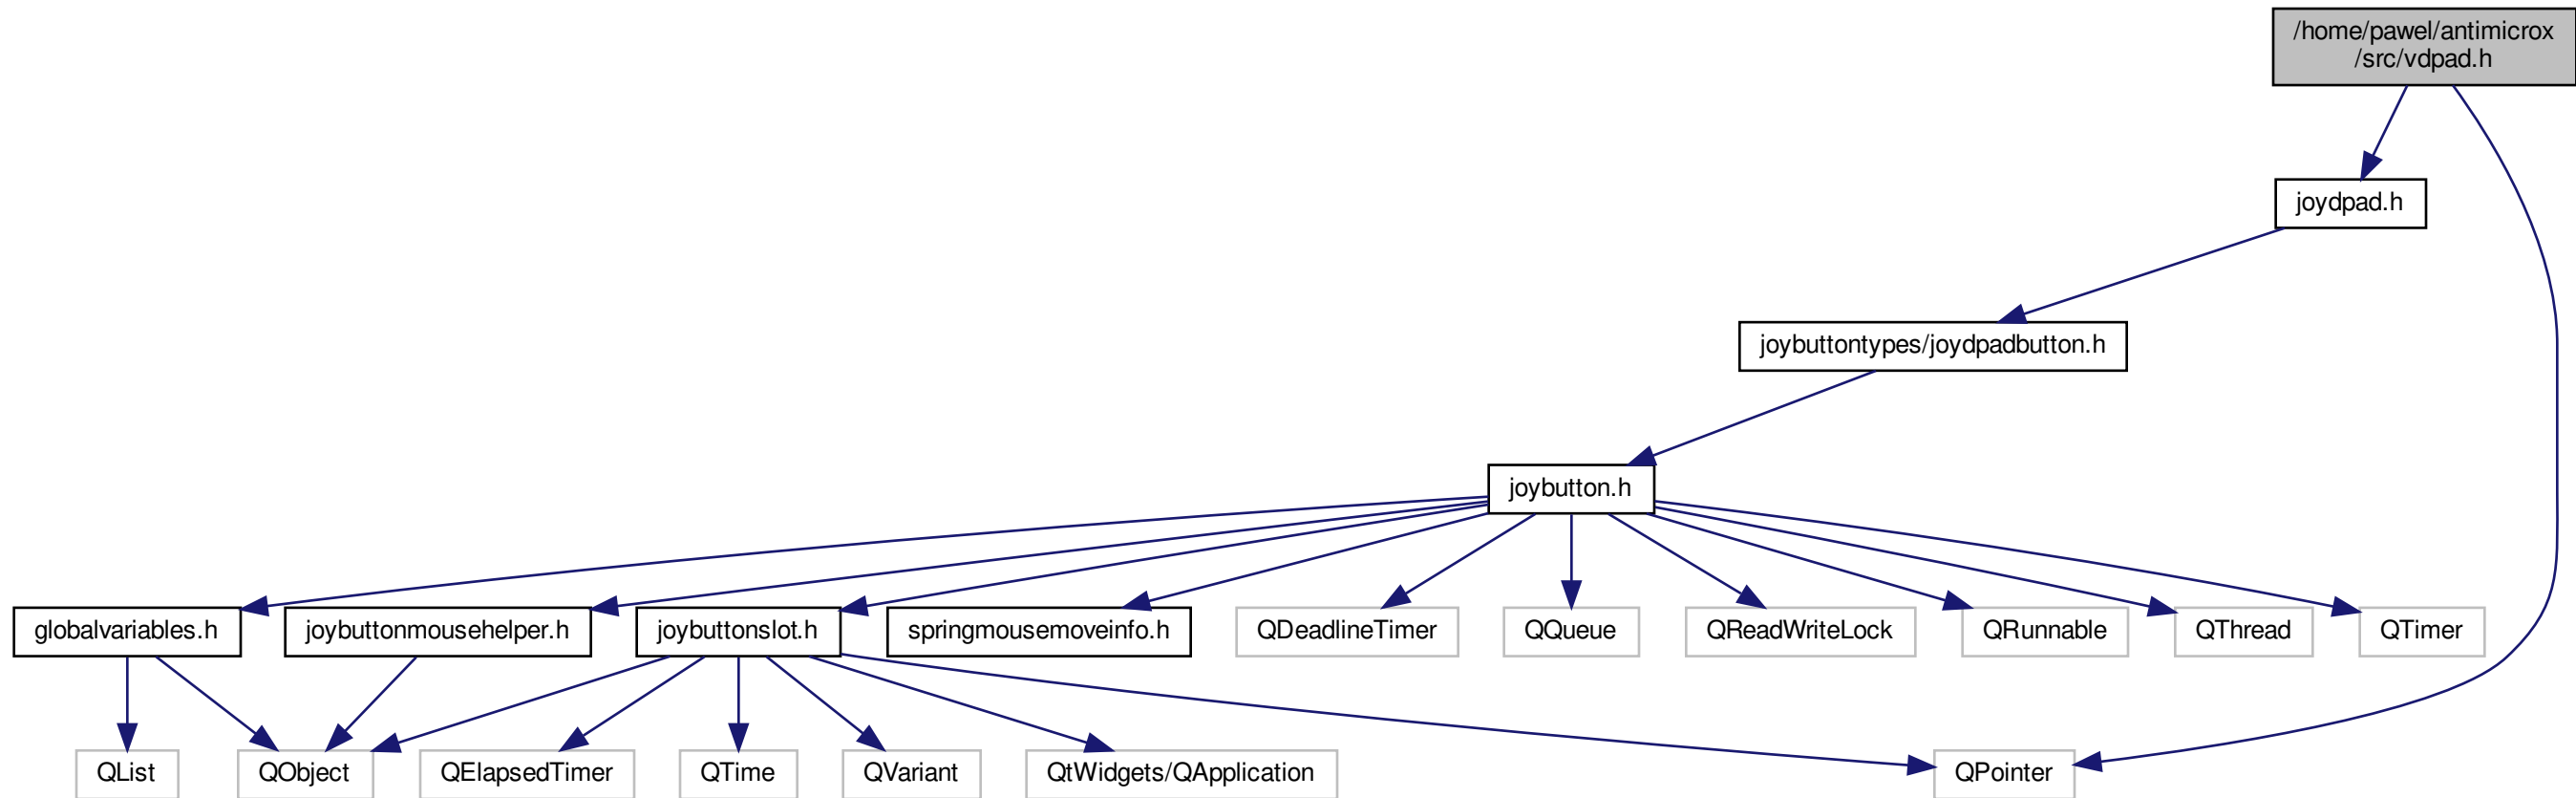 /home/pawel/antimicrox
/src/vdpad.h
joydpad.h
joybuttontypes/joydpadbutton.h
joybutton.h
globalvariables.h
joybuttonmousehelper.h
joybuttonslot.h
springmousemoveinfo.h
QDeadlineTimer
QQueue
QReadWriteLock
QRunnable
QThread
QTimer
QList
QObject
QElapsedTimer
QTime
QVariant
QtWidgets/QApplication
QPointer